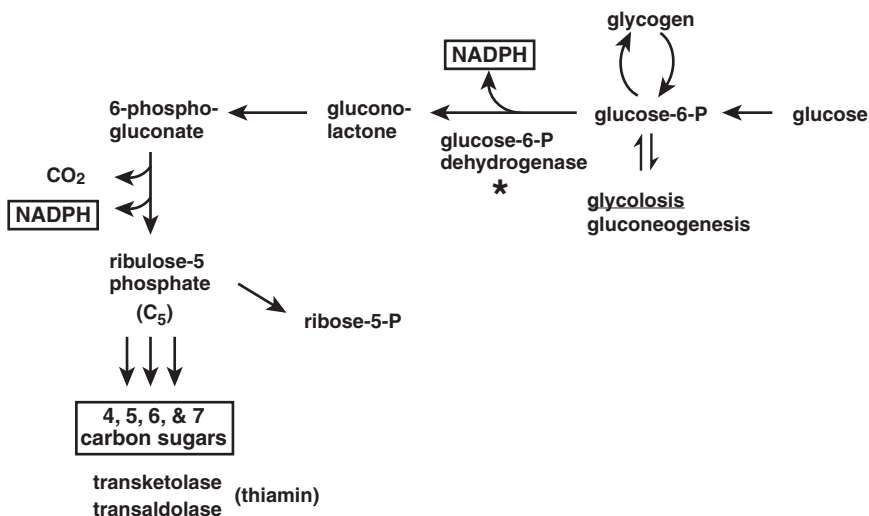 glycogen
NADPH
6-phospho-
gluconate
glucono-
lactone
glucose-6-P
glucose
glucose-6-P
dehydrogenase
*
CO2
NADPH
glycolosis
gluconeogenesis
ribulose-5
phosphate
(C5)
ribose-5-P
4, 5, 6, & 7
carbon sugars
transketolase
transaldolase
(thiamin)